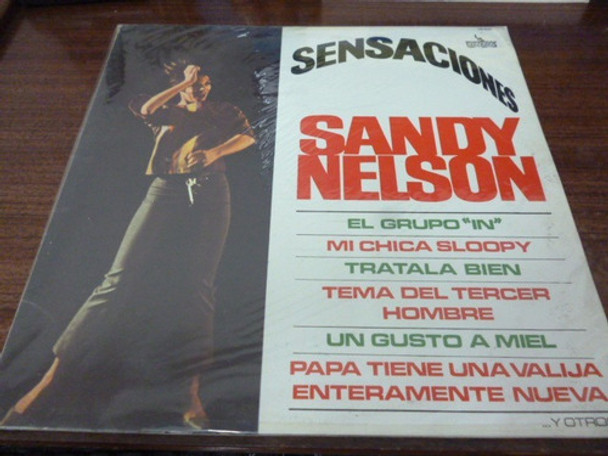 SENSACIONES
SANDY
NELSON
EL GRUPO "IN"
MI CHICA SLOOPY
TRATALA BIEN
TEMA DEL TERCER
HOMBRE
UN GUSTO A MIEL
PAPA TIENE UNA VALIJA
ENTERAMENTE NUEVA
...Y OTRO